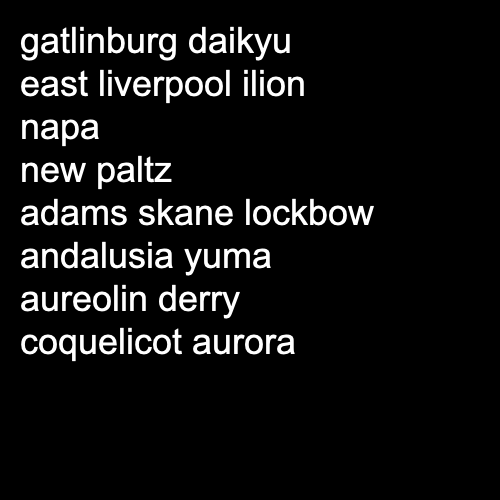 gatlinburg daikyu
east liverpool ilion
napa
new paltz
adams skane lockbow
andalusia yuma
aureolin derry
coquelicot aurora